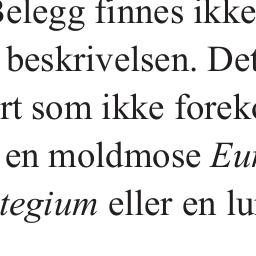 Belegg finnes ikke
beskrivelsen. Det
rt som ikke foreko
en moldmose Eur
tegium eller en lu